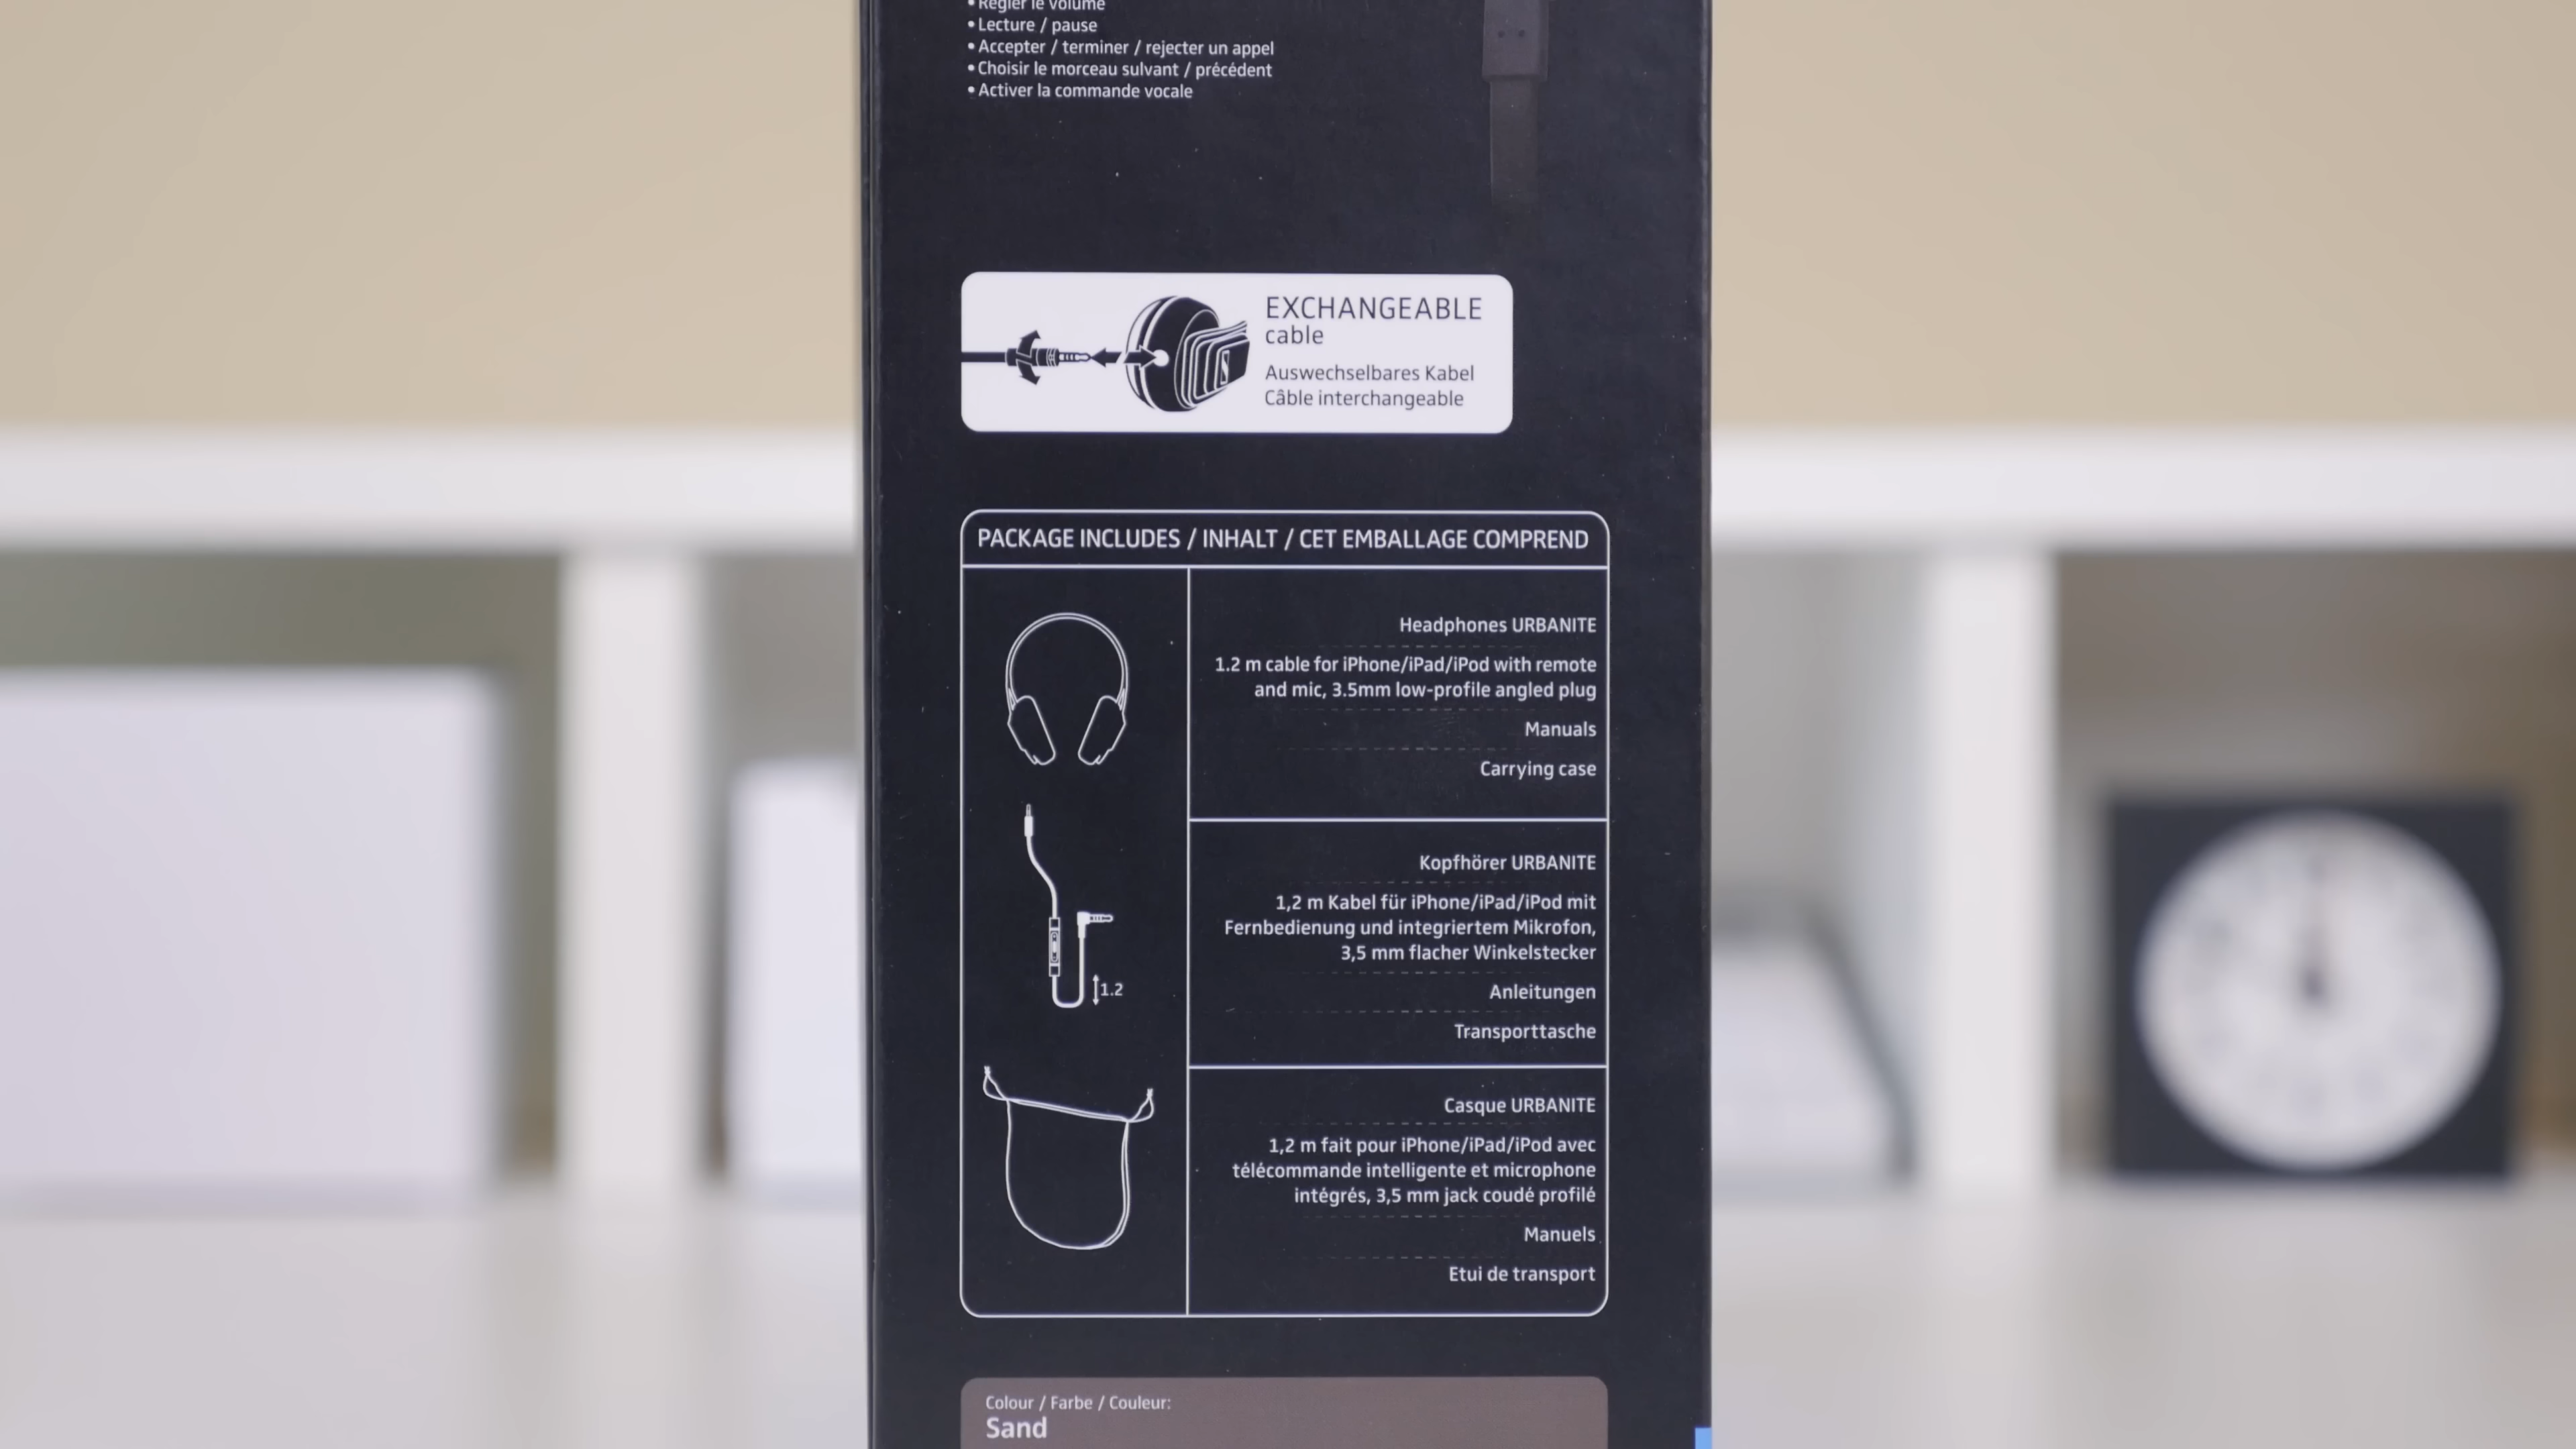 • Régler le volume
• Lecture / pause
• Accepter / terminer / rejecter un appel
• Choisir le morceau sulvant / précédent
• Activer la commande vocale
EXCHANGEABLE
cable
Auswechselbares Kabel
Câble interchangeable
PACKAGE INCLUDES / INHALT / CET EMBALLAGE COMPREND
Headphones URBANITE
1.2 m cable for iPhone/iPad/iPod with remote
and mic, 3.5mm low-profile angled plug
Manuals
Carrying case
1.2
Kopfhörer URBANITE
1,2 m Kabel für iPhone/iPad/iPod mit
Fernbedienung und integriertem Mikrofon,
3,5 mm flacher Winkelstecker
Anleitungen
Transporttasche
Casque URBANITE
1,2 m fait pour iPhone/iPad/iPod avec
télécommande intelligente et microphone
intégrés, 3,5 mm jack coudé profilé
Manuels
Etui de transport
Colour / Farbe / Couleur:
Sand